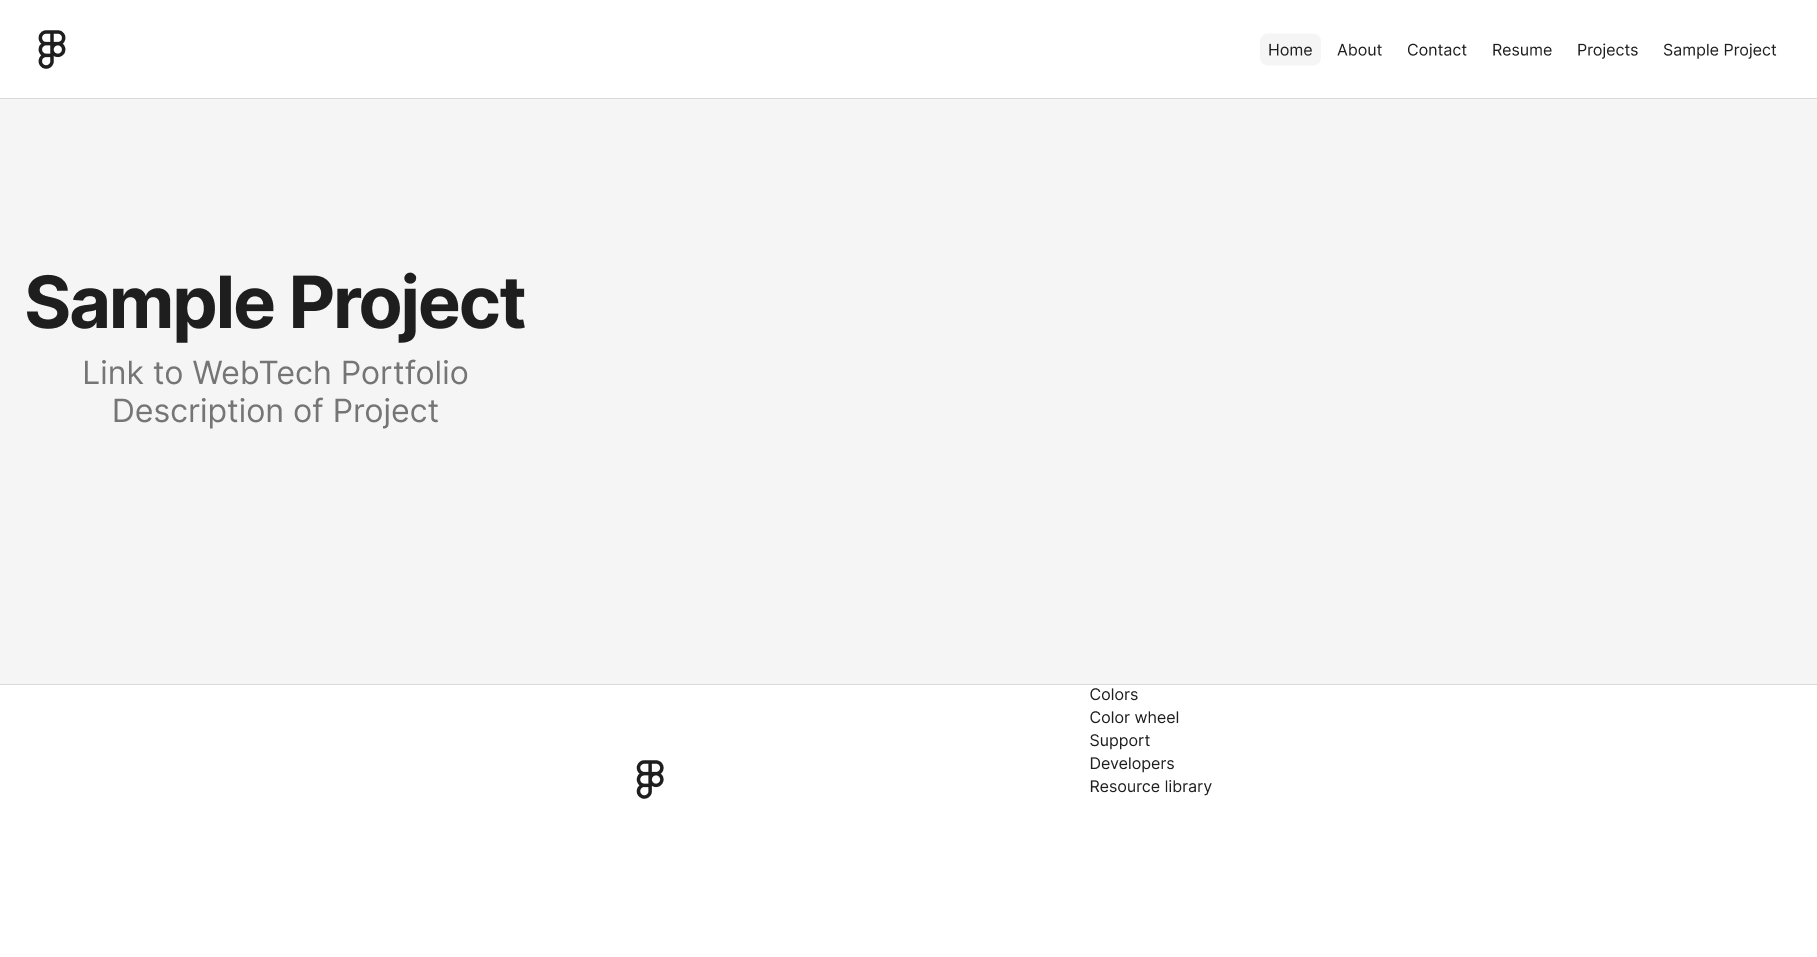 Home About Contact Resume Projects Sample Project
Sample Project
Link to WebTech Portfolio
Description of Project
Colors
Color wheel
Support
Developers
Resource library